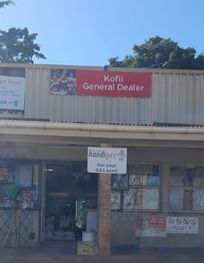 Kofil
General Dealer
handigas
Get your
GAS here!